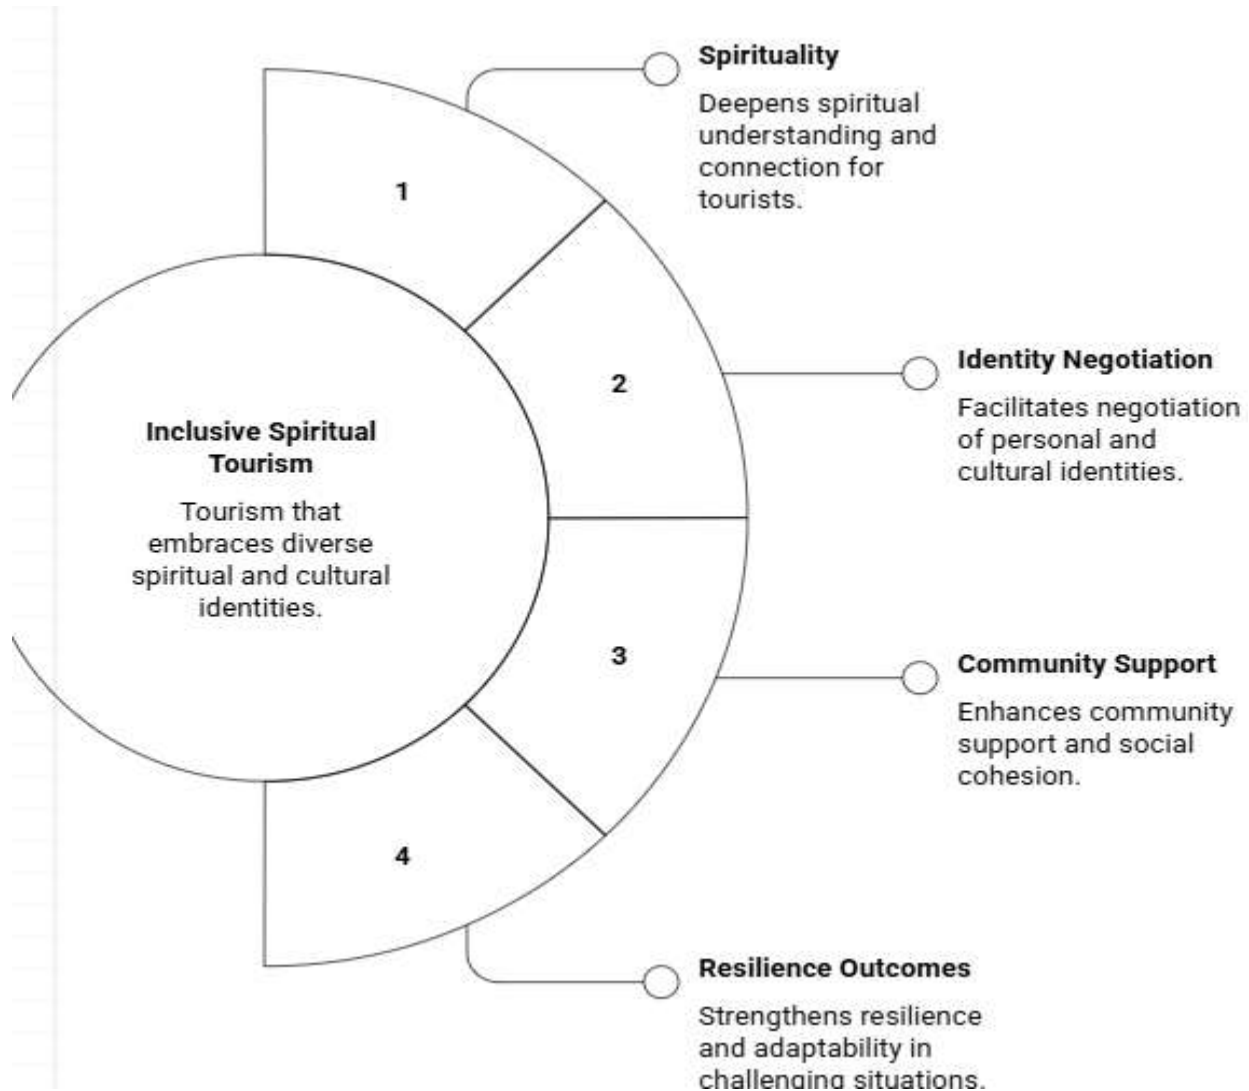 Spirituality
Deepens spiritual
understanding and
connection for
tourists.
1
2
Identity Negotiation
Facilitates negotiation
of personal and
cultural identities.
Inclusive Spiritual
Tourism
Tourism that
embraces diverse
spiritual and cultural
identities.
3
Community Support
Enhances community
support and social
cohesion.
4
Resilience Outcomes
Strengthens resilience
and adaptability in
challenging situations.